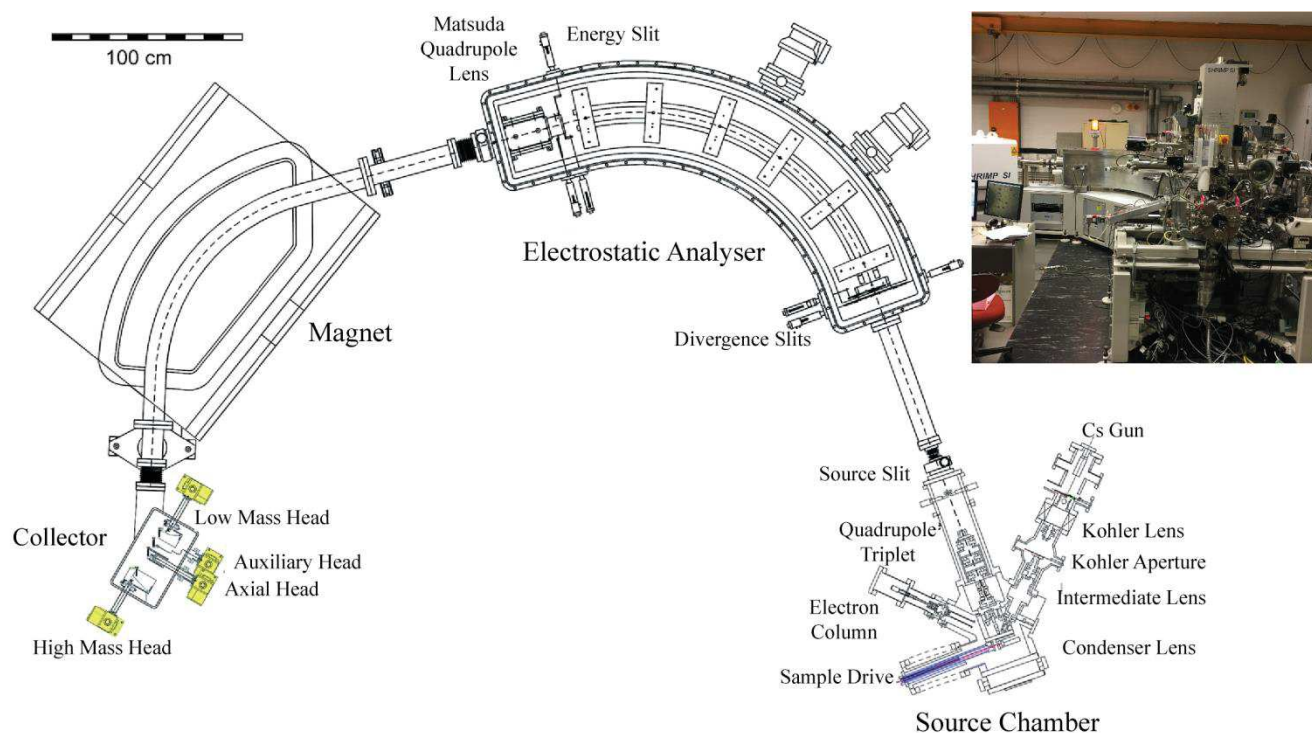 100 cm
Matsuda
Quadrupole
Lens
Energy Slit
SHRIMP SI
HRIMP SI
Electrostatic Analyser
Magnet
Divergence Slits
Cs Gun
Source Slit
Kohler Lens
Quadrupole
Triplet
Kohler Aperture
Intermediate Lens
Electron
Column
Condenser Lens
Sample Drive
Source Chamber
Low Mass Head
Collector
Auxiliary Head
Axial Head
High Mass Head